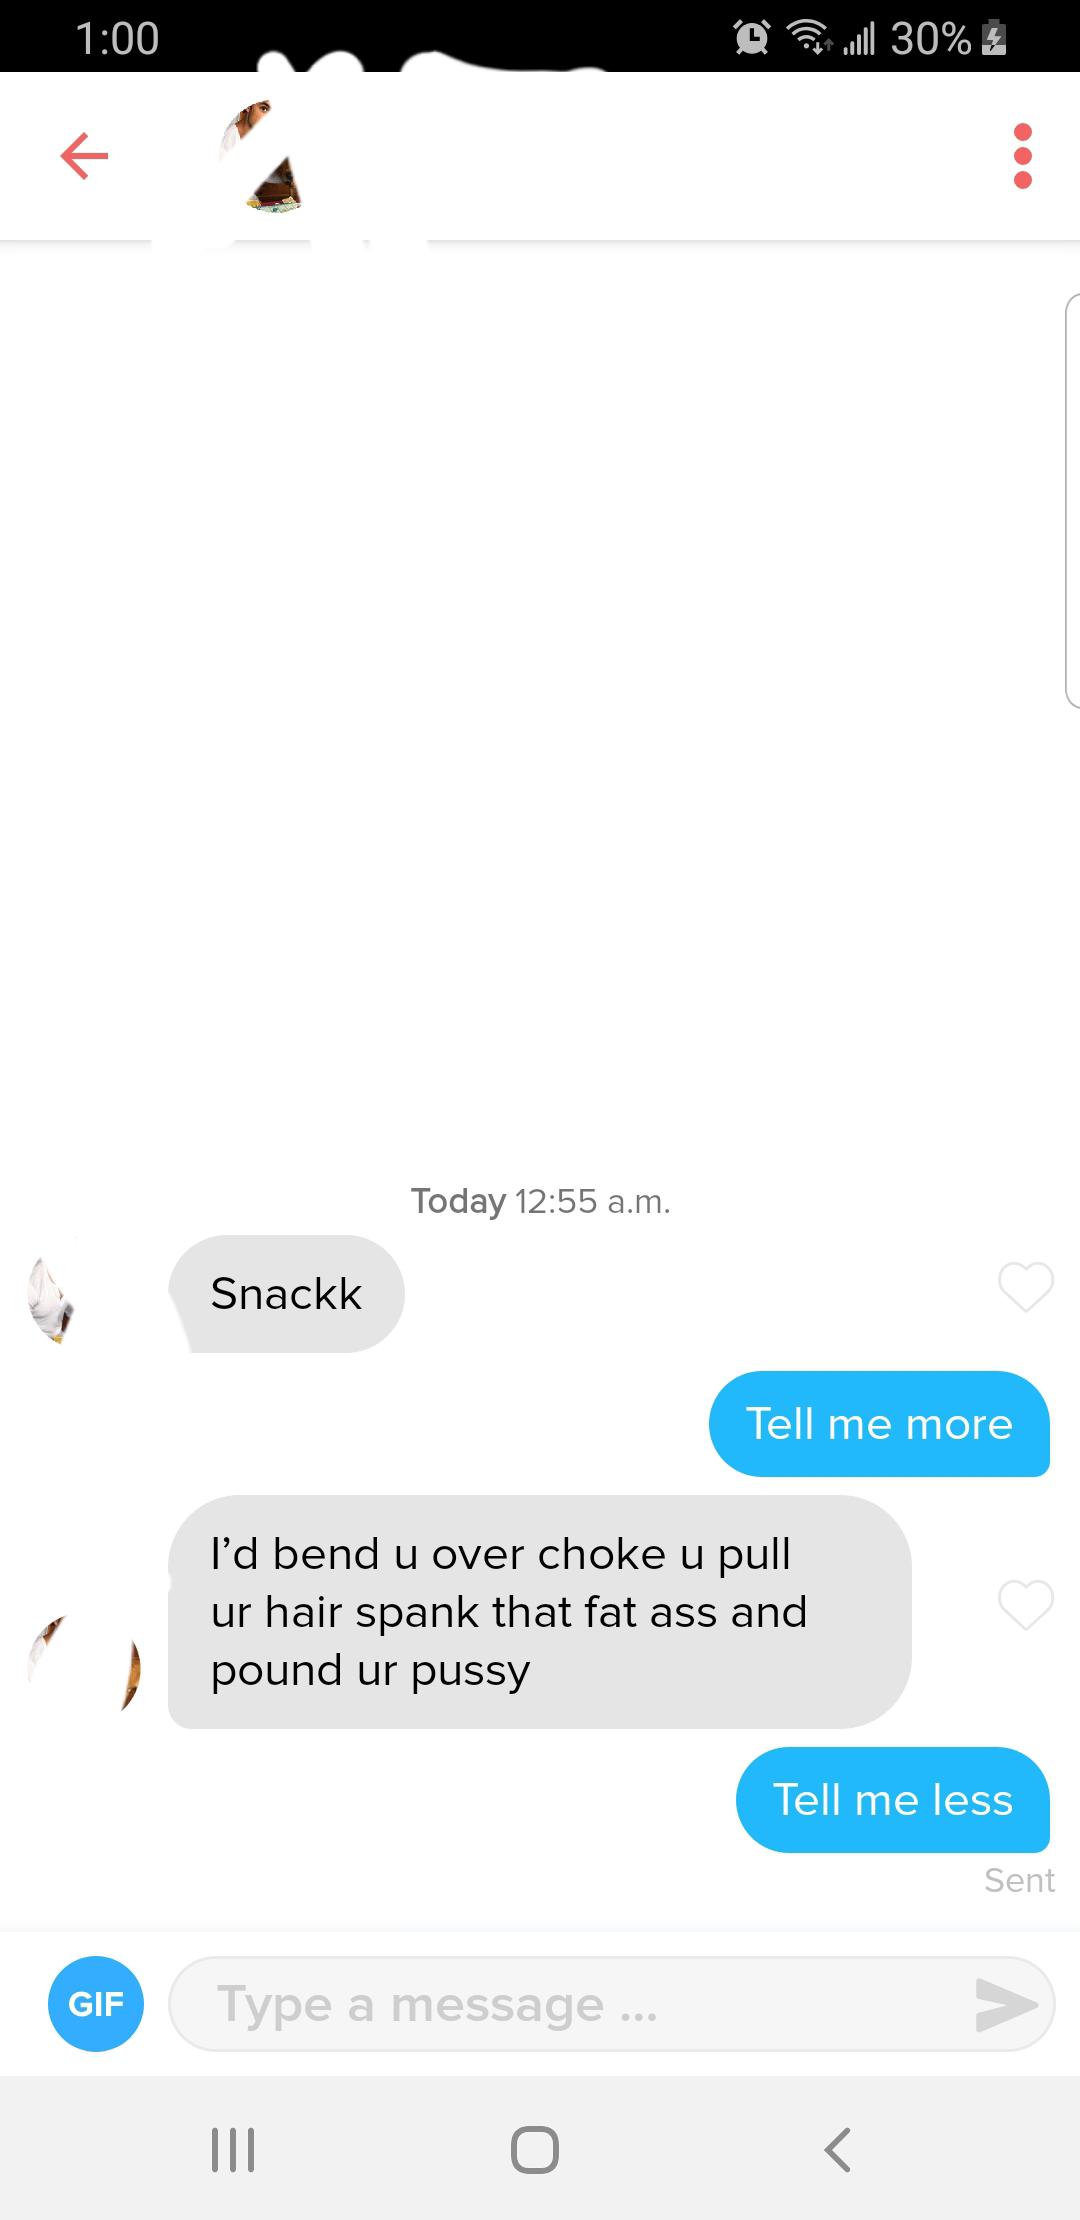 1:00
30%
Today 12:55 a.m.
Snackk
Tell me more
I’d bend u over choke u pull
ur hair spank that fat ass and
pound ur pussy
Tell me less
Sent
GIF
Type a message ...